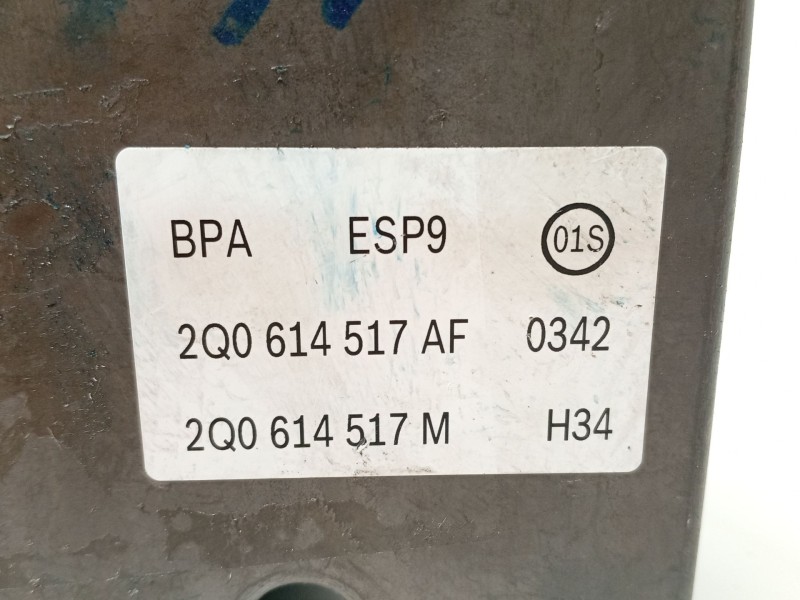 BPA ESP9 01S
2Q0 614 517 AF 0342
2Q0 614 517 M H34